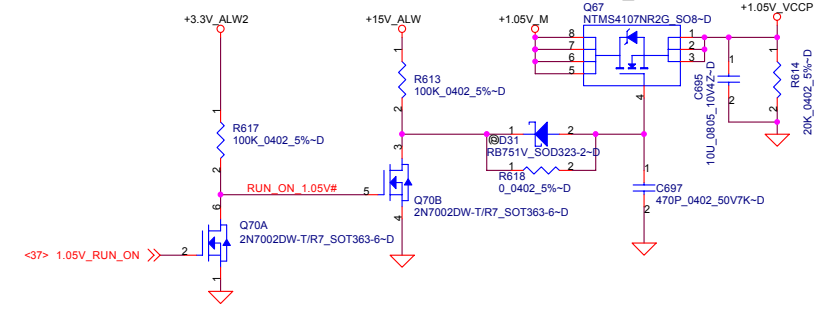 Q67
NTMS4107NR2G_SO8~D
+3.3V_ALW2
+15V_ALW
+1.05V_M
+1.05V_VCCP
8
7
6
5
1
2
3
4
1
R613
100K_0402_5%~D
2
1
C695
10U_0805_10V4Z~D
2
1
R614
20K_0402_5%~D
2
1
R617
100K_0402_5%~D
2
1
2
@D31
RB751V_SOD323-2~D
1
2
R618
0_0402_5%~D
3
RUN_ON_1.05V#
5
Q70B
2N7002DW-T/R7_SOT363-6~D
4
1
C697
470P_0402_50V7K~D
2
6
Q70A
2N7002DW-T/R7_SOT363-6~D
<37> 1.05V_RUN_ON
2
1